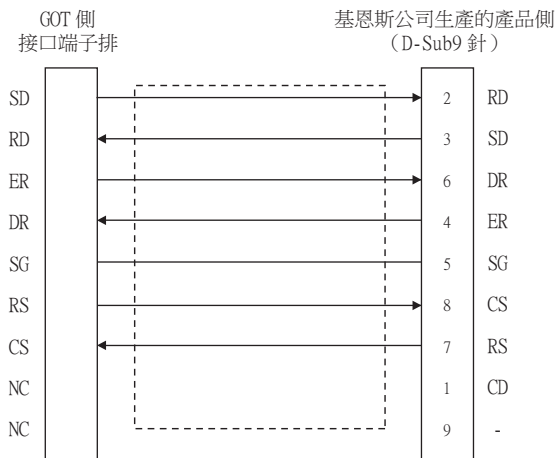 GOT 側
接口端子排
基恩斯公司生產的產品側
（D-Sub9 針）
SD 2 RD
RD 3 SD
ER 6 DR
DR 4 ER
SG 5 SG
RS 8 CS
CS 7 RS
NC 1 CD
NC 9 -